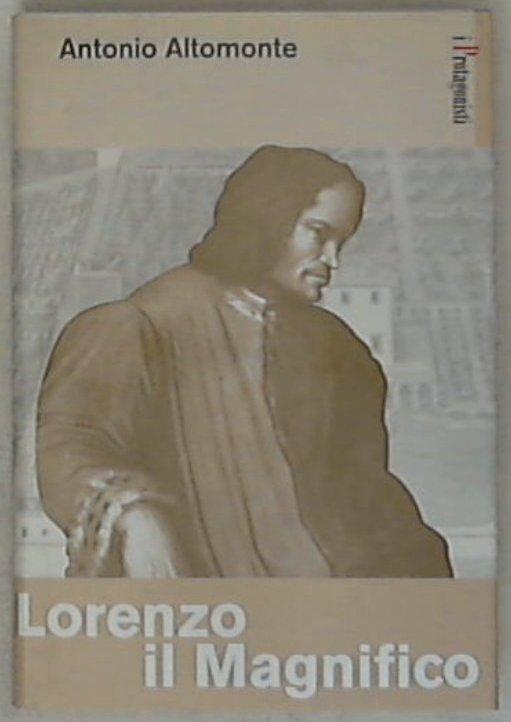 Antonio Altomonte
i Protagonisti
Lorenzo
il Magnifico